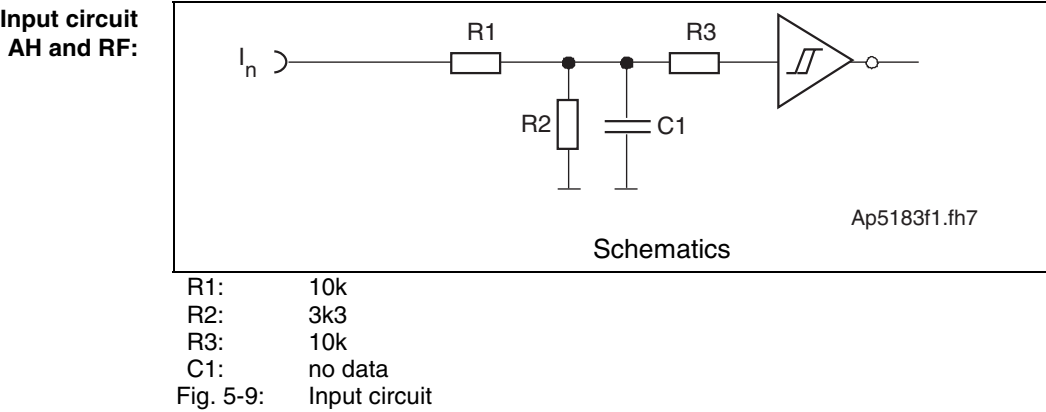 Input circuit
AH and RF:
In
R1
R3
R2
C1
Ap5183f1.fh7
Schematics
R1: 10k
R2: 3k3
R3: 10k
C1: no data
Fig. 5-9: Input circuit